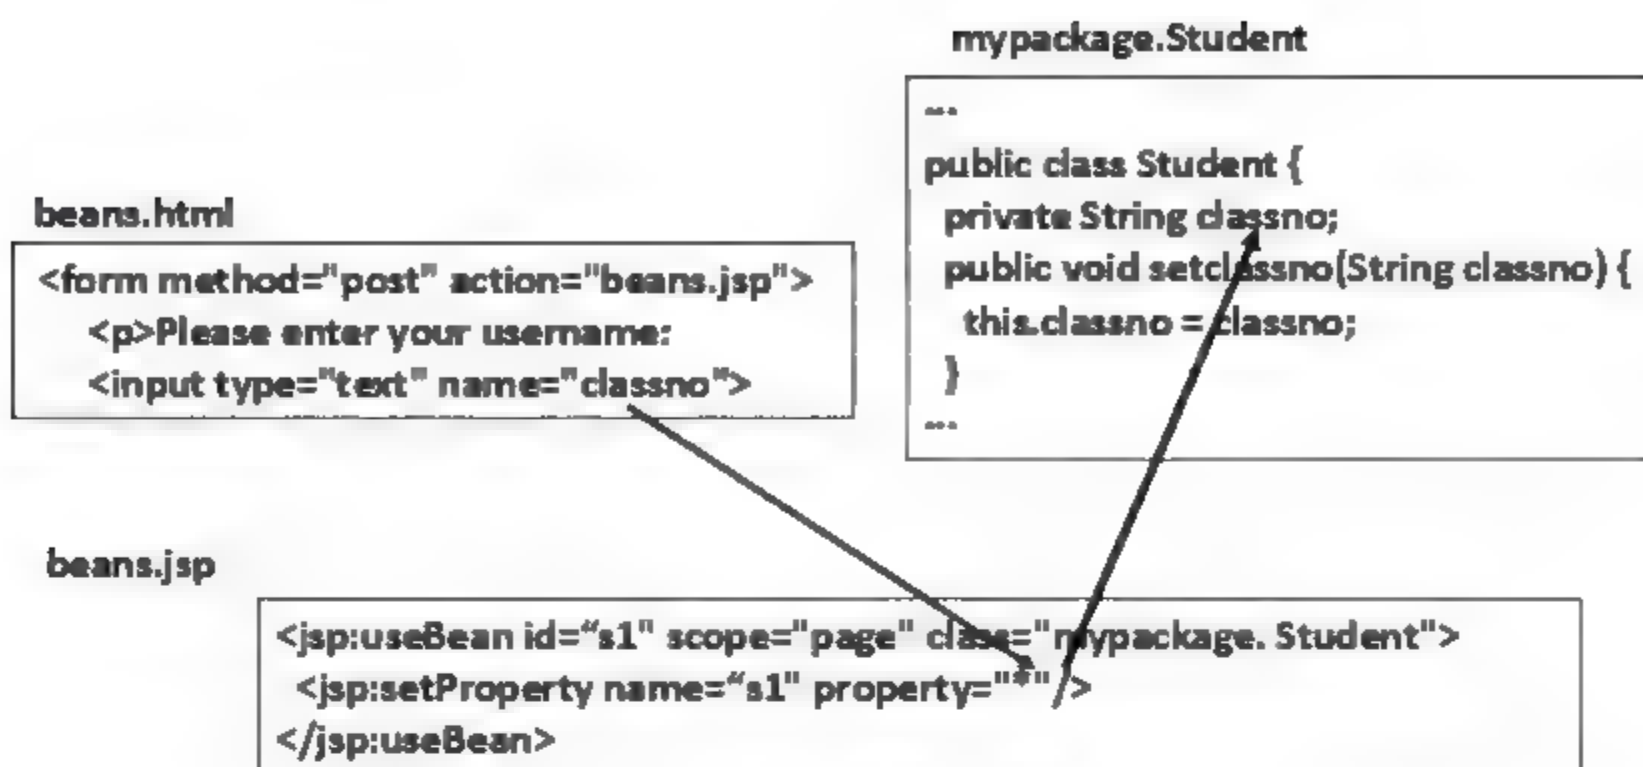 mypackage.Student
...
public class Student {
private String classno;
public void setclassno(String classno) {
this.classno = classno;
}
...
beans.html
<form method="post" action="beans.jsp">
<p>Please enter your username:
<input type="text" name="classno">
beans.jsp
<jsp:useBean id=“s1" scope="page" class="mypackage. Student">
<jsp:setProperty name=“s1" property="*" />
</jsp:useBean>